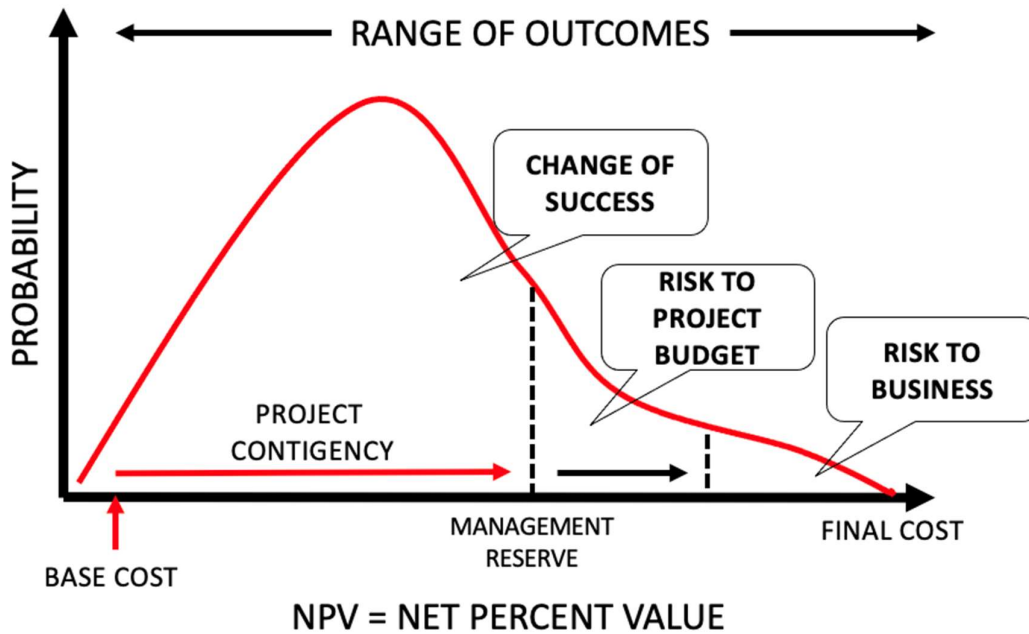 RANGE OF OUTCOMES
PROBABILITY
CHANGE OF
SUCCESS
RISK TO
PROJECT
BUDGET
RISK TO
BUSINESS
PROJECT
CONTIGENCY
MANAGEMENT
RESERVE
FINAL COST
BASE COST
NPV = NET PERCENT VALUE